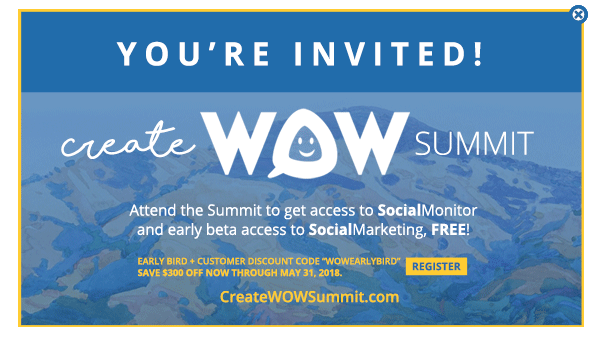 YOU'RE INVITED!
create WOW SUMMIT
Attend the Summit to get access to SocialMonitor
and early beta access to SocialMarketing, FREE!
EARLY BIRD + CUSTOMER DISCOUNT CODE "WOWEARLYBIRD"
SAVE $300 OFF NOW THROUGH MAY 31, 2018.
REGISTER
CreateWOWSummit.com